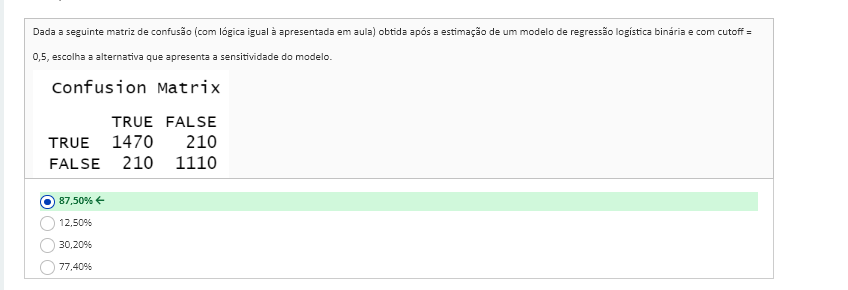 Dada a seguinte matriz de confusão (com lógica igual à apresentada em aula) obtida após a estimação de um modelo de regressão logística binária e com cutoff =
0,5, escolha a alternativa que apresenta a sensitividade do modelo.
Confusion Matrix
TRUE FALSE
TRUE 1470 210
FALSE 210 1110
87,50% ←
12,50%
30,20%
77,40%